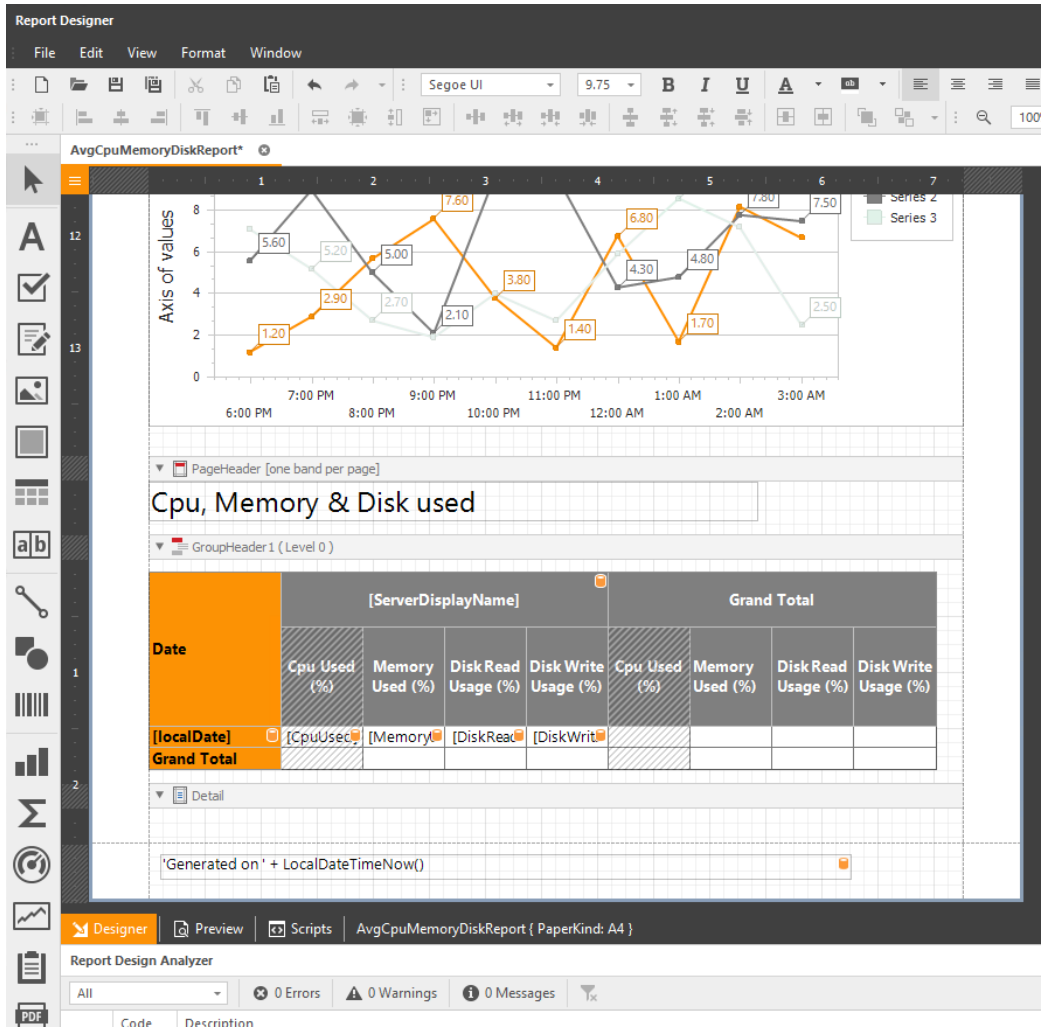 Report Designer
File Edit View Format Window
Segoe UI 9.75 B I U A ab 100%
AvgCpuMemoryDiskReport*
1 2 3 4 5 6 7
Series 2
Series 3
Axis of values
8
6
4
2
0
7.60 7.80 7.50
6.80
5.60 5.20 5.00 4.30 4.80
3.80
2.90 2.70 2.10 2.50
1.20 1.40 1.70
12
13
7:00 PM 9:00 PM 11:00 PM 1:00 AM 3:00 AM
6:00 PM 8:00 PM 10:00 PM 12:00 AM 2:00 AM
PageHeader [one band per page]
Cpu, Memory & Disk used
GroupHeader1 ( Level 0 )
[ServerDisplayName] Grand Total
Date
Cpu Used (%) Memory Used (%) Disk Read Usage (%) Disk Write Usage (%) Cpu Used (%) Memory Used (%) Disk Read Usage (%) Disk Write Usage (%)
1
[localDate] [CpuUsed] [Memory [DiskRead [DiskWrit
Grand Total
2
Detail
'Generated on ' + LocalDateTimeNow()
Designer Preview Scripts AvgCpuMemoryDiskReport { PaperKind: A4 }
Report Design Analyzer
All 0 Errors 0 Warnings 0 Messages
Code Description
A
a b
PDF